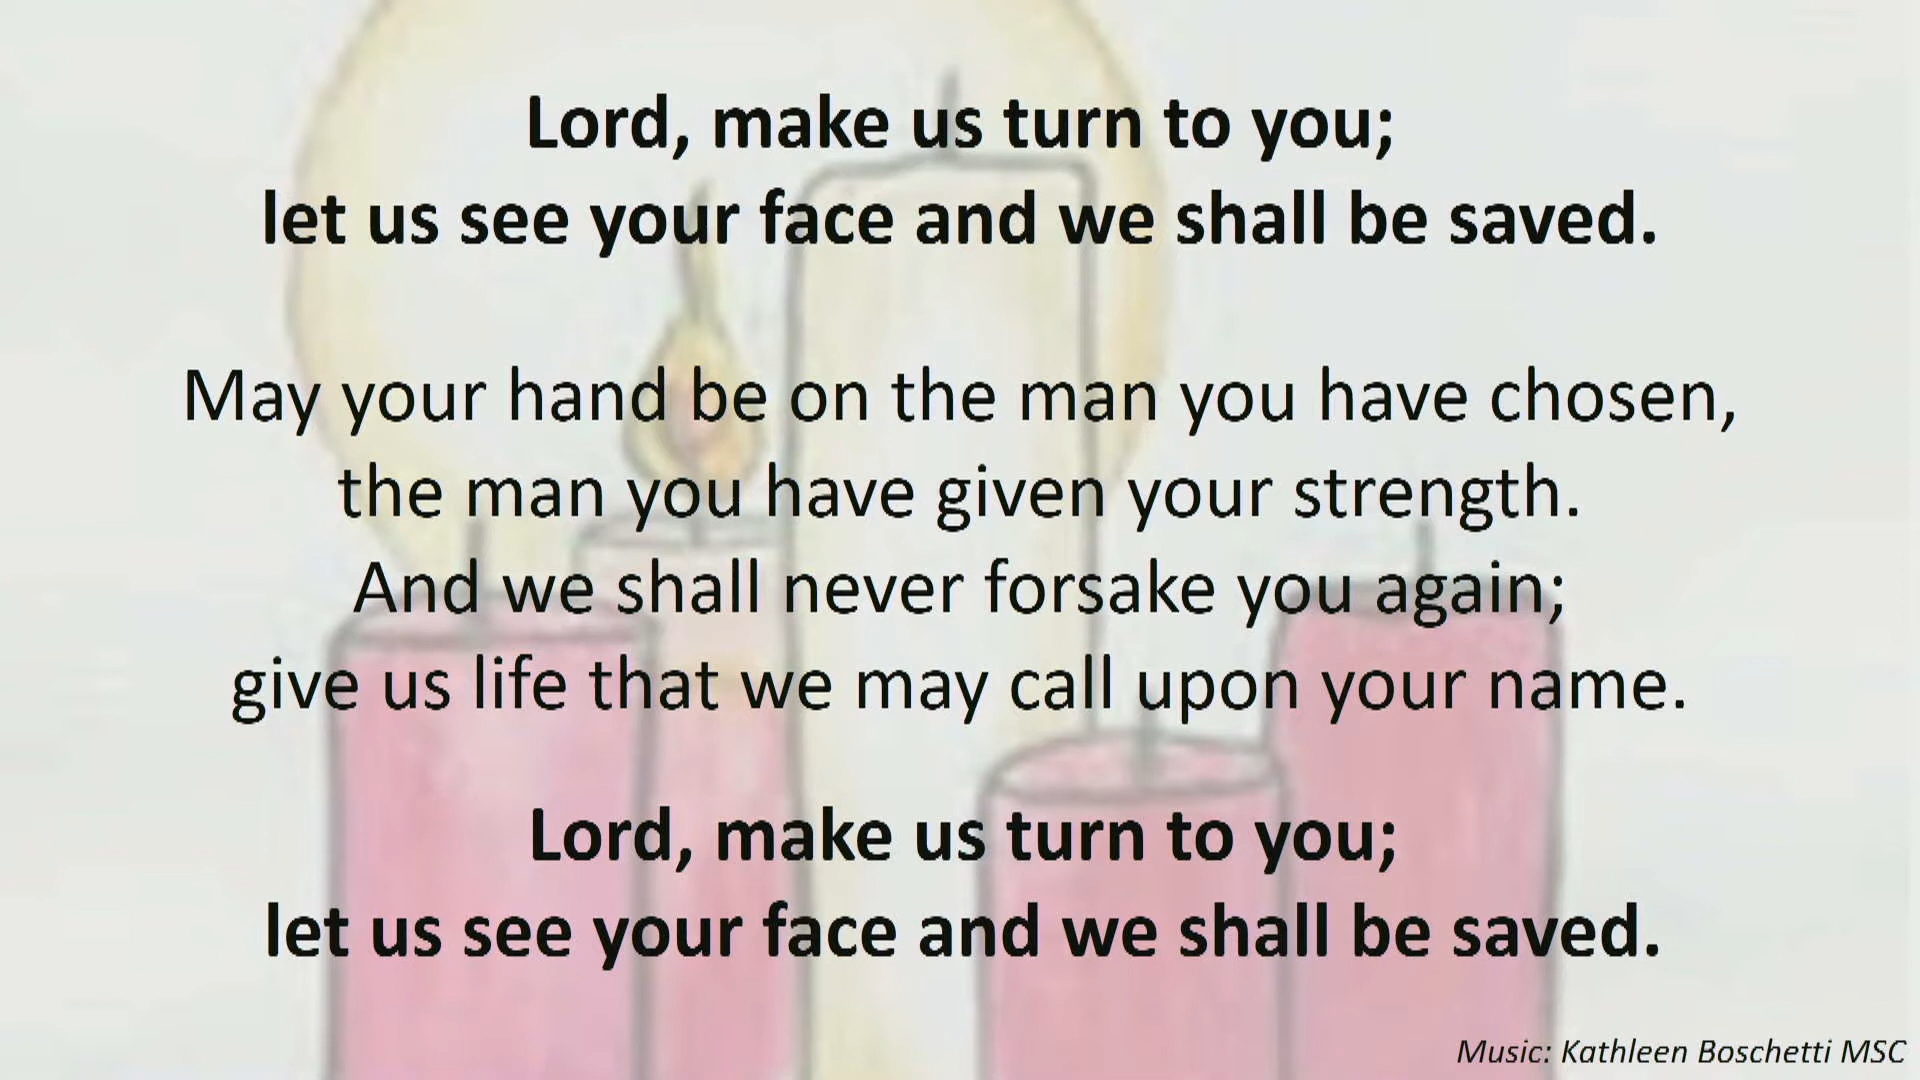 Lord, make us turn to you;
let us see your face and we shall be saved.
May your hand be on the man you have chosen,
the man you have given your strength.
And we shall never forsake you again;
give us life that we may call upon your name.
Lord, make us turn to you;
let us see your face and we shall be saved.
Music: Kathleen Boschetti MSC